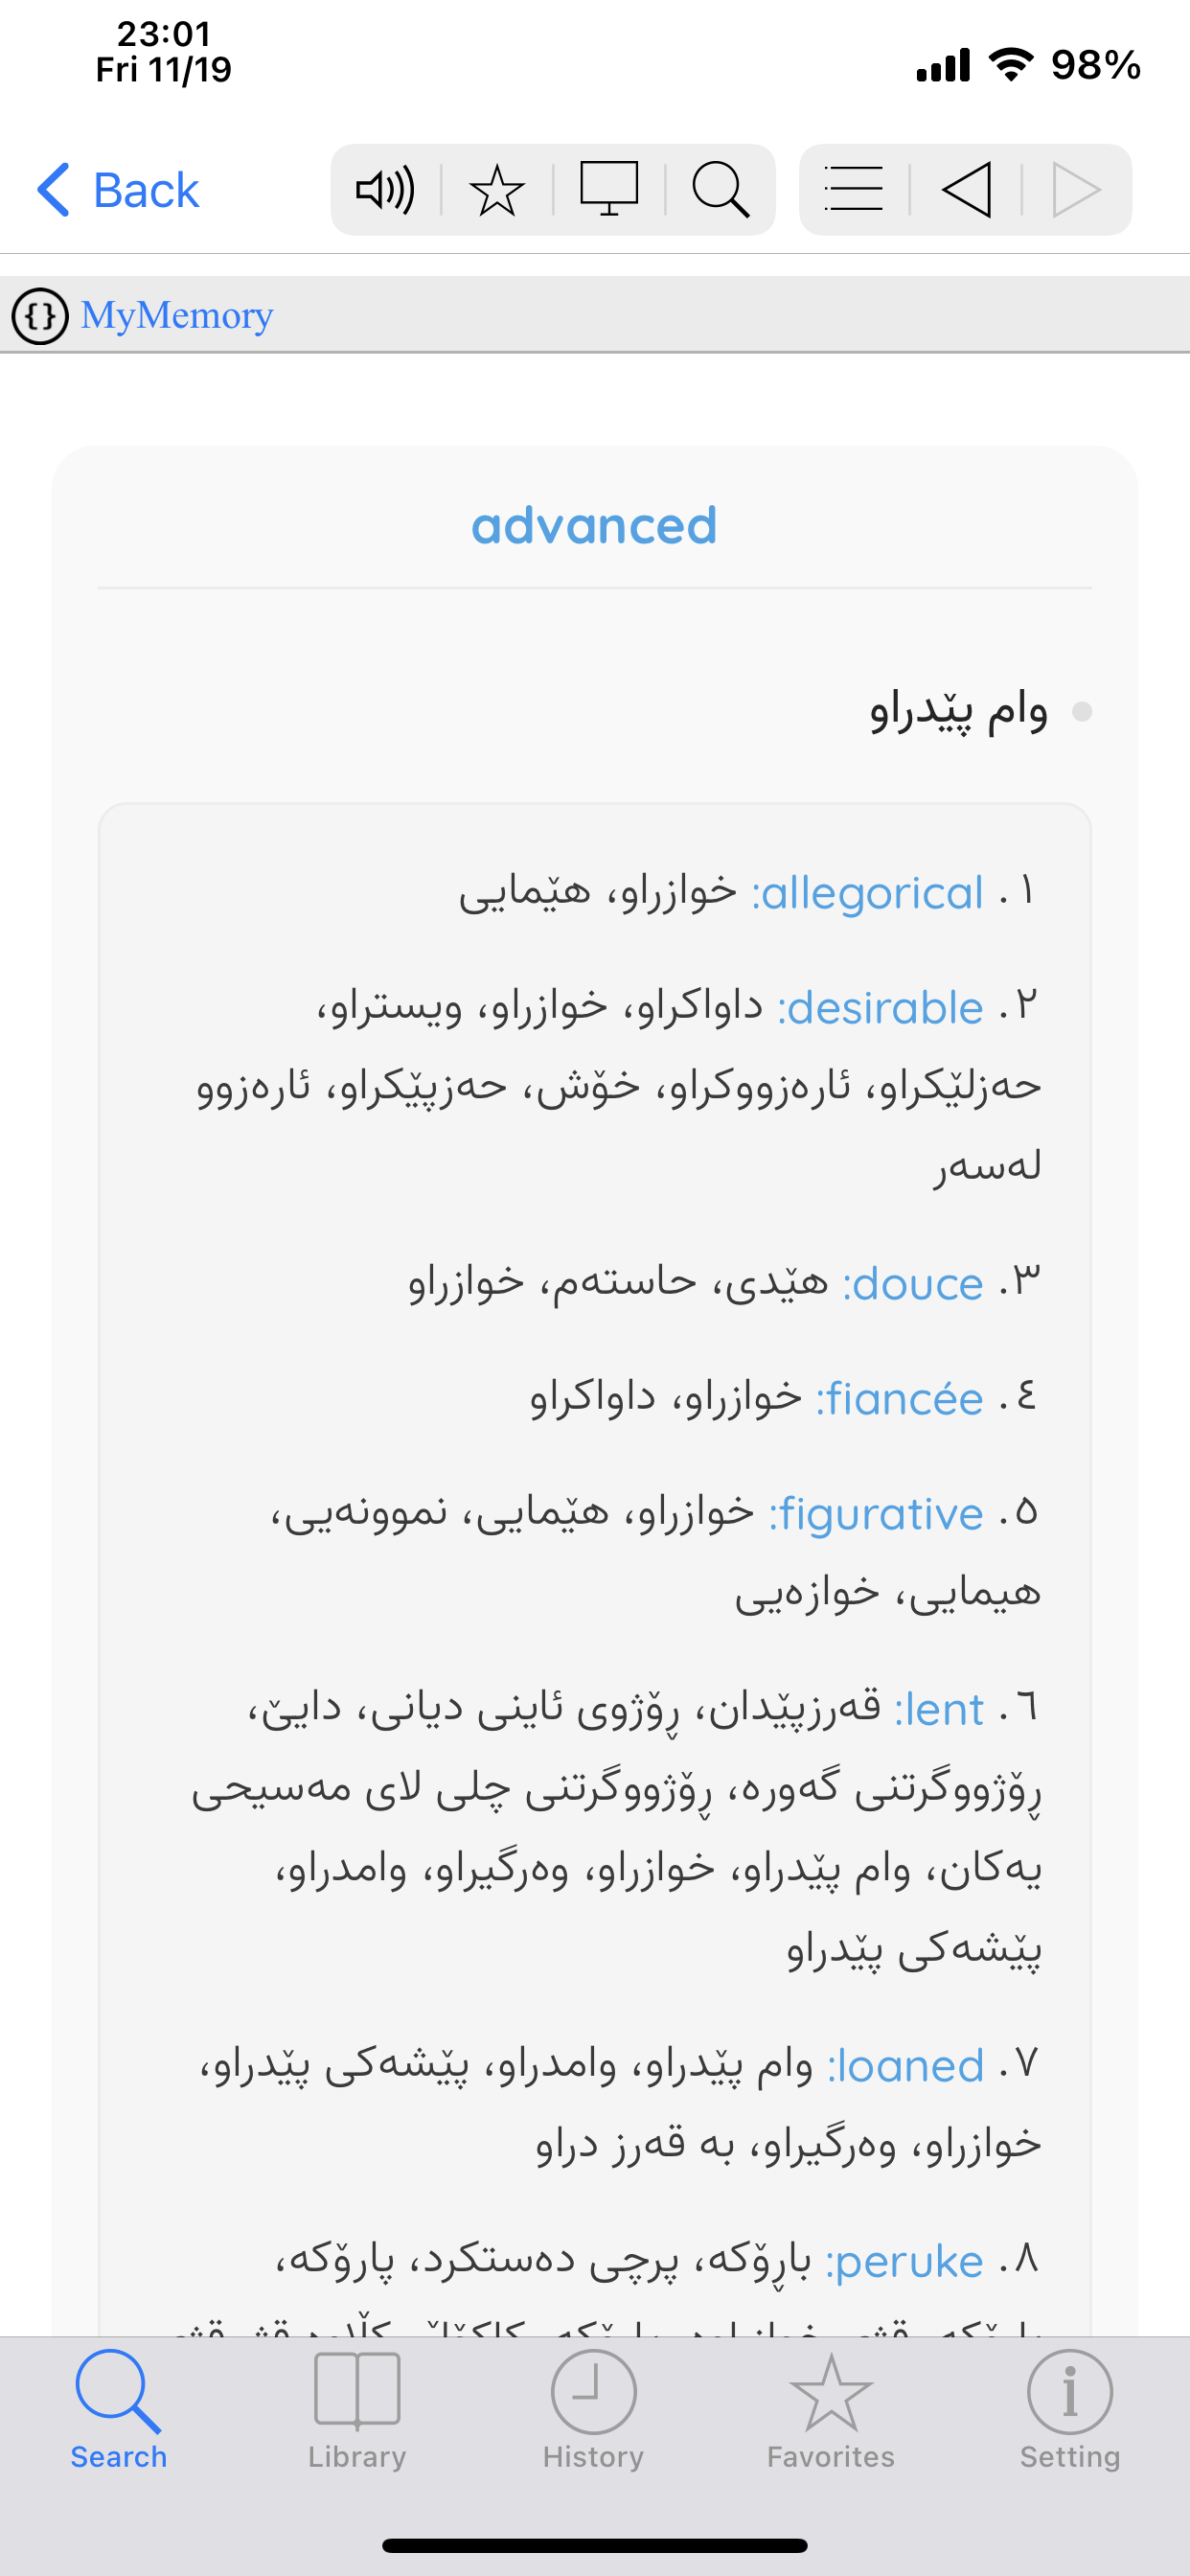 23:01
Fri 11/19
98%
Back
MyMemory
advanced
وام پێدراو
١. allegorical: خوازراو، هێمایی
٢. desirable: داواکراو، خوازراو، ویستراو،
حەزلێکراو، ئارەزووکراو، خۆش، حەزپێکراو، ئارەزوو
لەسەر
٣. douce: هێدی، حاستەم، خوازراو
٤. fiancée: خوازراو، داواکراو
٥. figurative: خوازراو، هێمایی، نموونەیی،
هیمایی، خوازەیی
٦. lent: قەرزپێدان، ڕۆژوی ئاینی دیانی، دایێ،
ڕۆژووگرتنی گەورە، ڕۆژووگرتنی چلی لای مەسیحی
یەکان، وام پێدراو، خوازراو، وەرگیراو، وامدراو،
پێشەکی پێدراو
٧. loaned: وام پێدراو، وامدراو، پێشەکی پێدراو،
خوازراو، وەرگیراو، بە قەرز دراو
٨. peruke: باڕۆکە، پرچی دەستکرد، پارۆکە،
Search
Library
History
Favorites
Setting